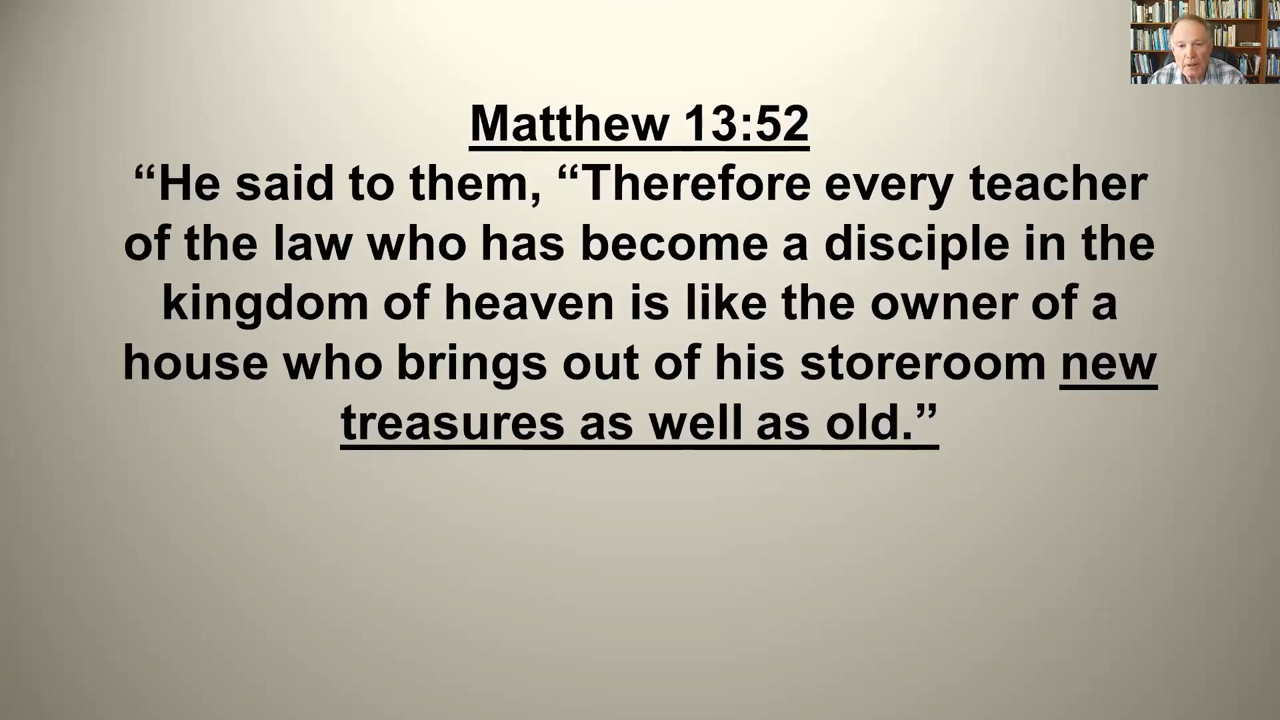 Matthew 13:52
“He said to them, “Therefore every teacher
of the law who has become a disciple in the
kingdom of heaven is like the owner of a
house who brings out of his storeroom new
treasures as well as old.”